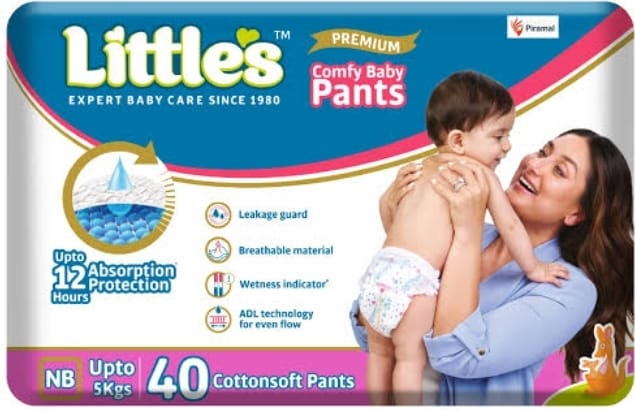 Little's™
EXPERT BABY CARE SINCE 1980
PREMIUM
Comfy Baby
Pants
Piramal
Leakage guard
Breathable material
Wetness indicator*
ADL technology
for even flow
Upto
12
Hours
Absorption
Protection*
NB
Upto
5Kgs
40
Cottonsoft Pants